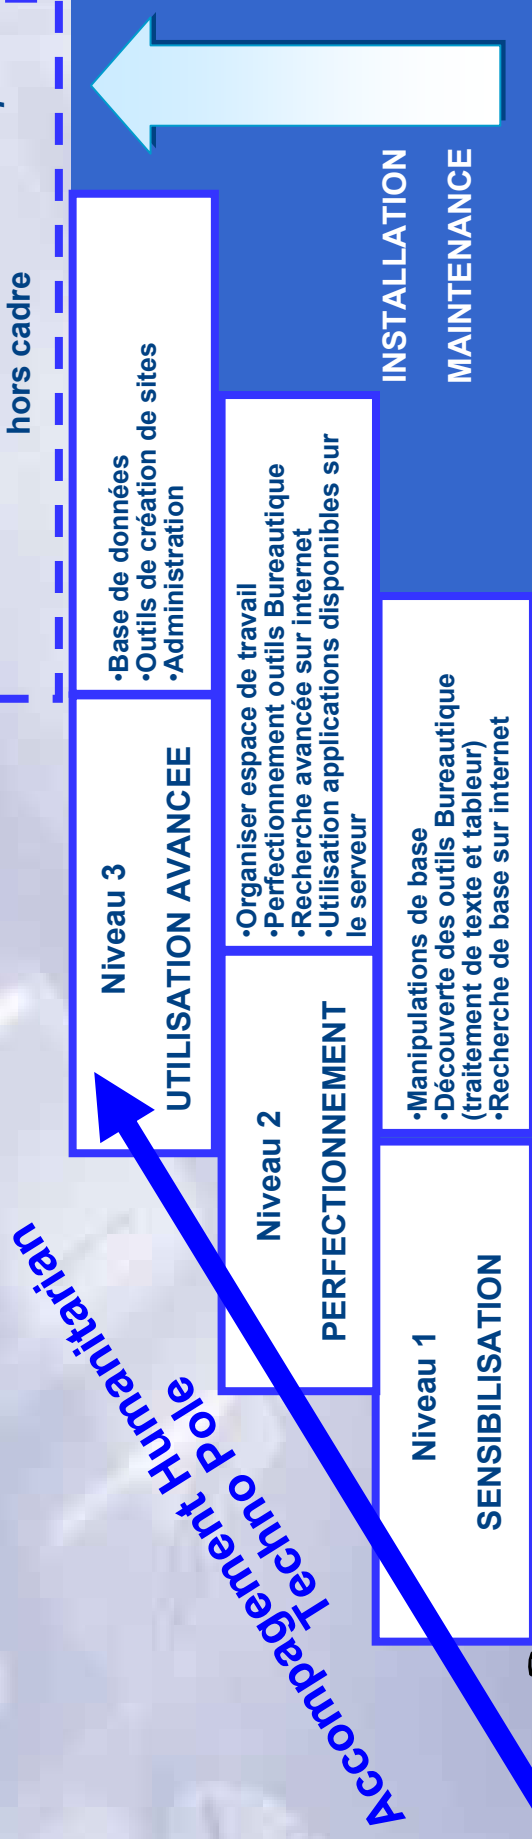 hors cadre
Niveau 3
UTILISATION AVANCEE
•Base de données
•Outils de création de sites
•Administration
Niveau 2
PERFECTIONNEMENT
•Organiser espace de travail
•Perfectionnement outils Bureautique
•Recherche avancée sur internet
•Utilisation applications disponibles sur
le serveur
Niveau 1
SENSIBILISATION
•Manipulations de base
•Découverte des outils Bureautique
(traitement de texte et tableur)
•Recherche de base sur internet
INSTALLATION
MAINTENANCE
Accompagement Humanitarian
Techno Pole